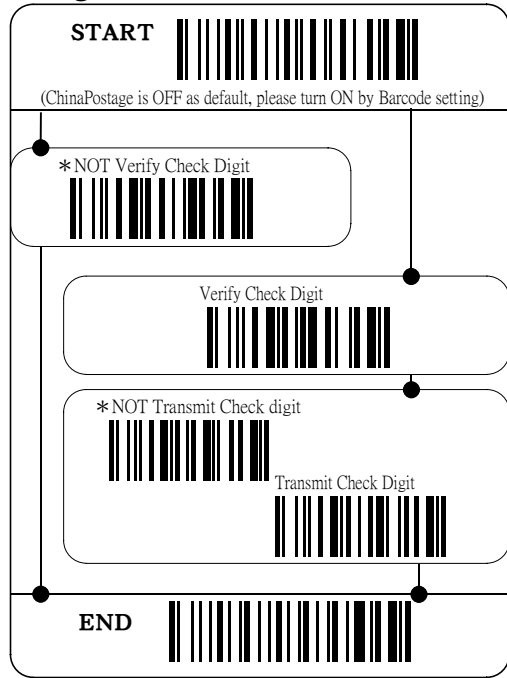 START
(ChinaPostage is OFF as default, please turn ON by Barcode setting)
*NOT Verify Check Digit
Verify Check Digit
*NOT Transmit Check digit
Transmit Check Digit
END